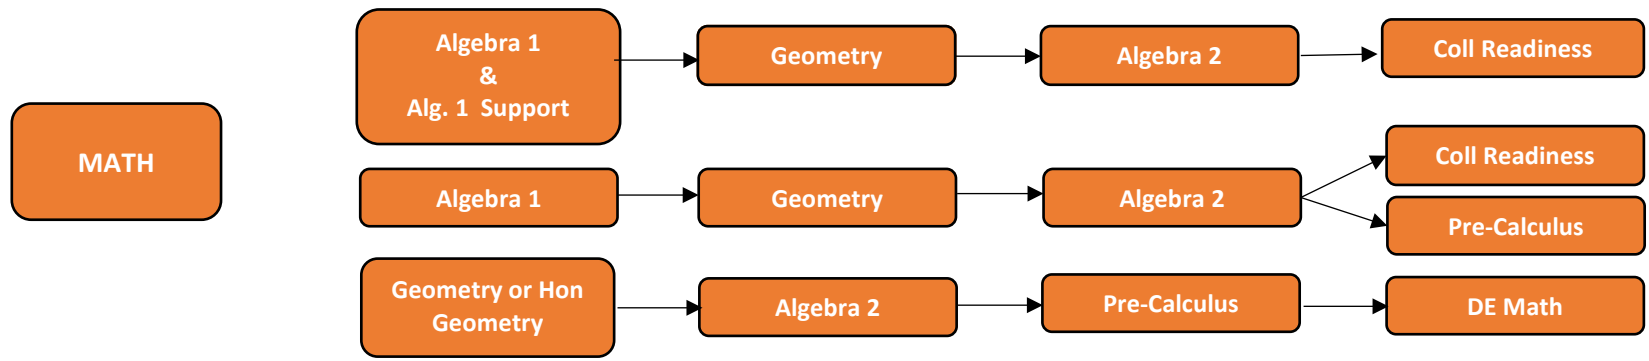 MATH
Algebra 1
&
Alg. 1 Support
Geometry
Algebra 2
Coll Readiness
Algebra 1
Geometry
Algebra 2
Coll Readiness
Pre-Calculus
Geometry or Hon
Geometry
Algebra 2
Pre-Calculus
DE Math